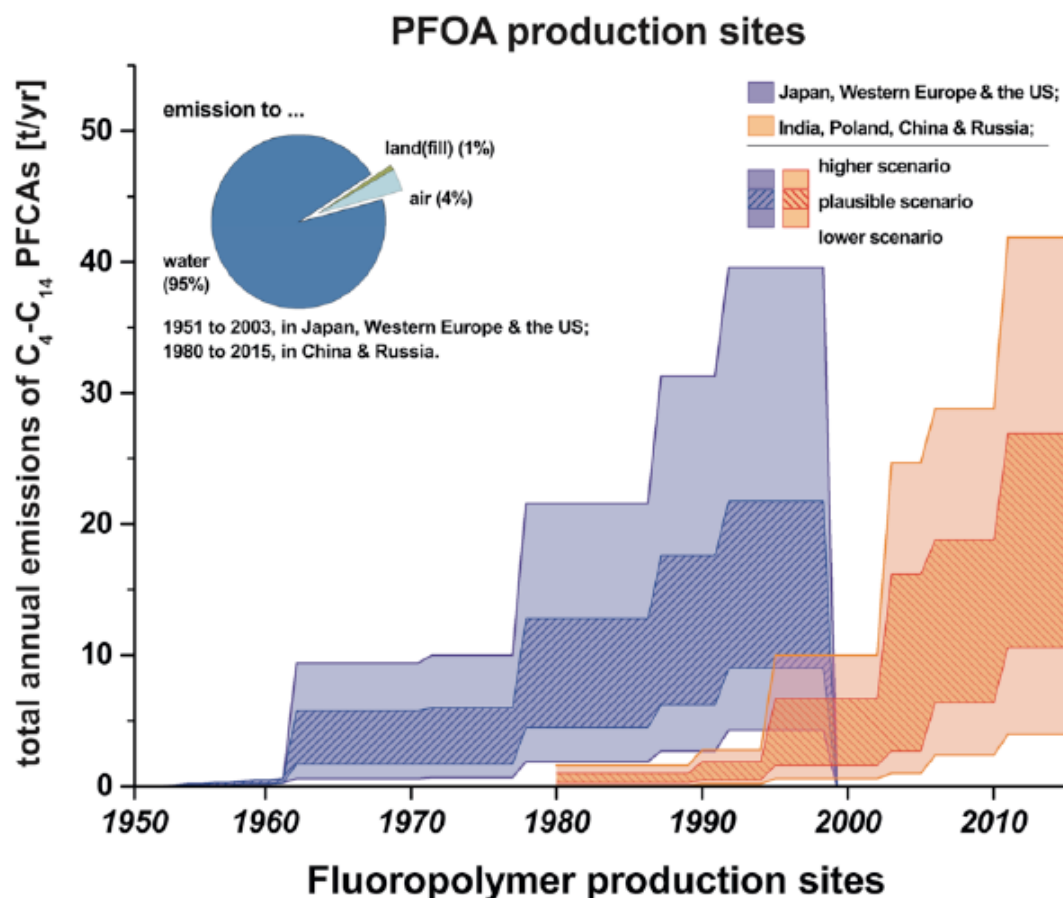 PFOA production sites
total annual emissions of C4-C14 PFCAs [t/yr]
50
40
30
20
10
0
emission to ...
land(fill) (1%)
air (4%)
water
(95%)
1951 to 2003, in Japan, Western Europe & the US;
1980 to 2015, in China & Russia.
Japan, Western Europe & the US;
India, Poland, China & Russia;
higher scenario
plausible scenario
lower scenario
1950 1960 1970 1980 1990 2000 2010
Fluoropolymer production sites